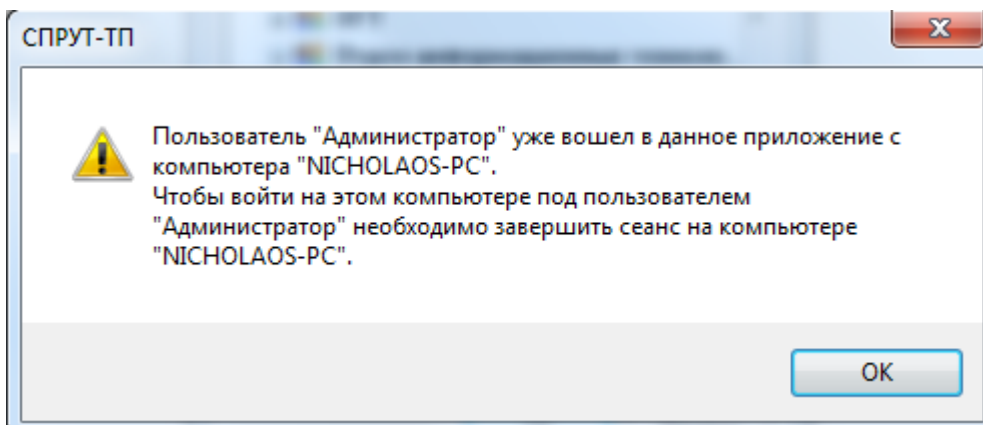 СПРУТ-ТП
Пользователь "Администратор" уже вошел в данное приложение с
компьютера "NICHOLAOS-PC".
Чтобы войти на этом компьютере под пользователем
"Администратор" необходимо завершить сеанс на компьютере
"NICHOLAOS-PC".
OK